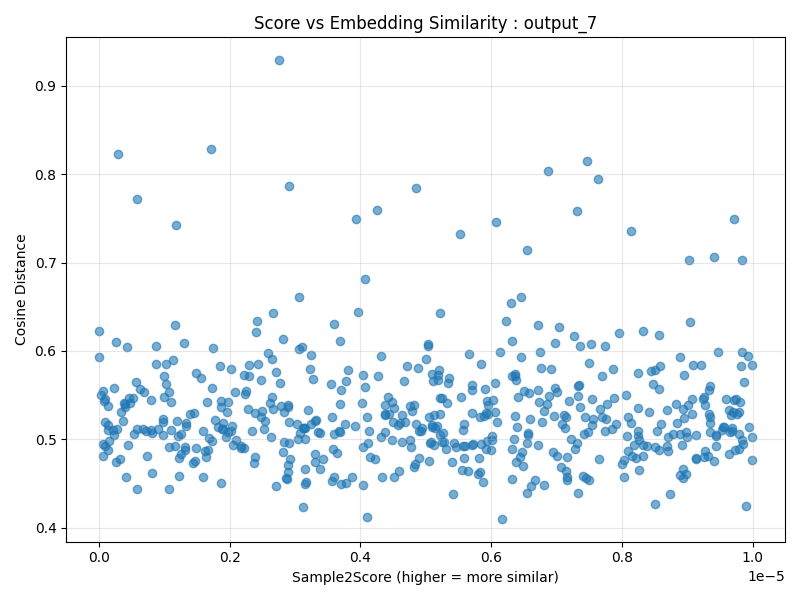 Score vs Embedding Similarity : output_7
Cosine Distance
0.9
0.8
0.7
0.6
0.5
0.4
0.0 0.2 0.4 0.6 0.8 1.0
1e−5
Sample2Score (higher = more similar)